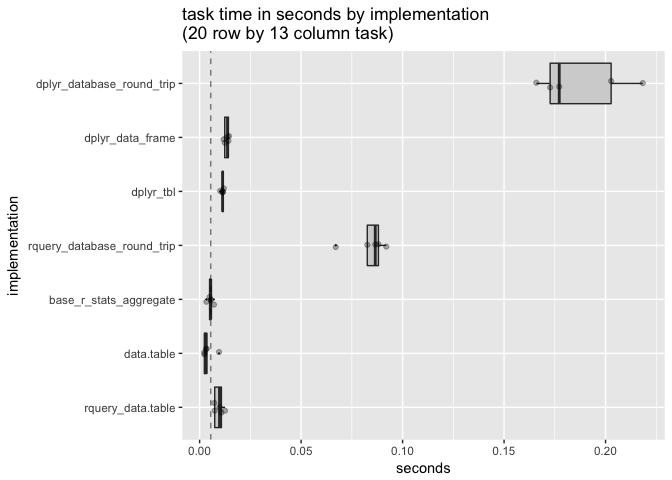 task time in seconds by implementation
(20 row by 13 column task)
dplyr_database_round_trip
dplyr_data_frame
dplyr_tbl
rquery_database_round_trip
base_r_stats_aggregate
data.table
rquery_data.table
implementation
0.00 0.05 0.10 0.15 0.20
seconds